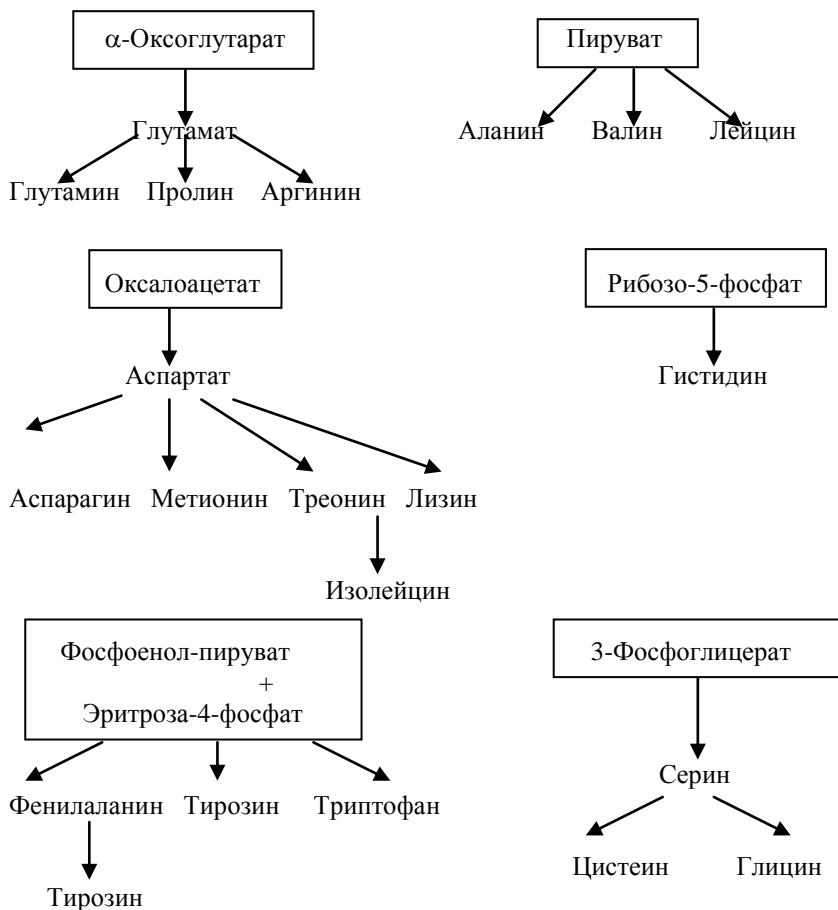 α-Оксоглутарат
Глутамат
Глутамин Пролин Аргинин
Пируват
Аланин Валин Лейцин
Оксалоацетат
Аспартат
Аспарагин Метионин Треонин Лизин
Изолейцин
Рибозо-5-фосфат
Гистидин
Фосфоенол-пируват
+
Эритроза-4-фосфат
Фенилаланин Тирозин Триптофан
Тирозин
3-Фосфоглицерат
Серин
Цистеин Глицин